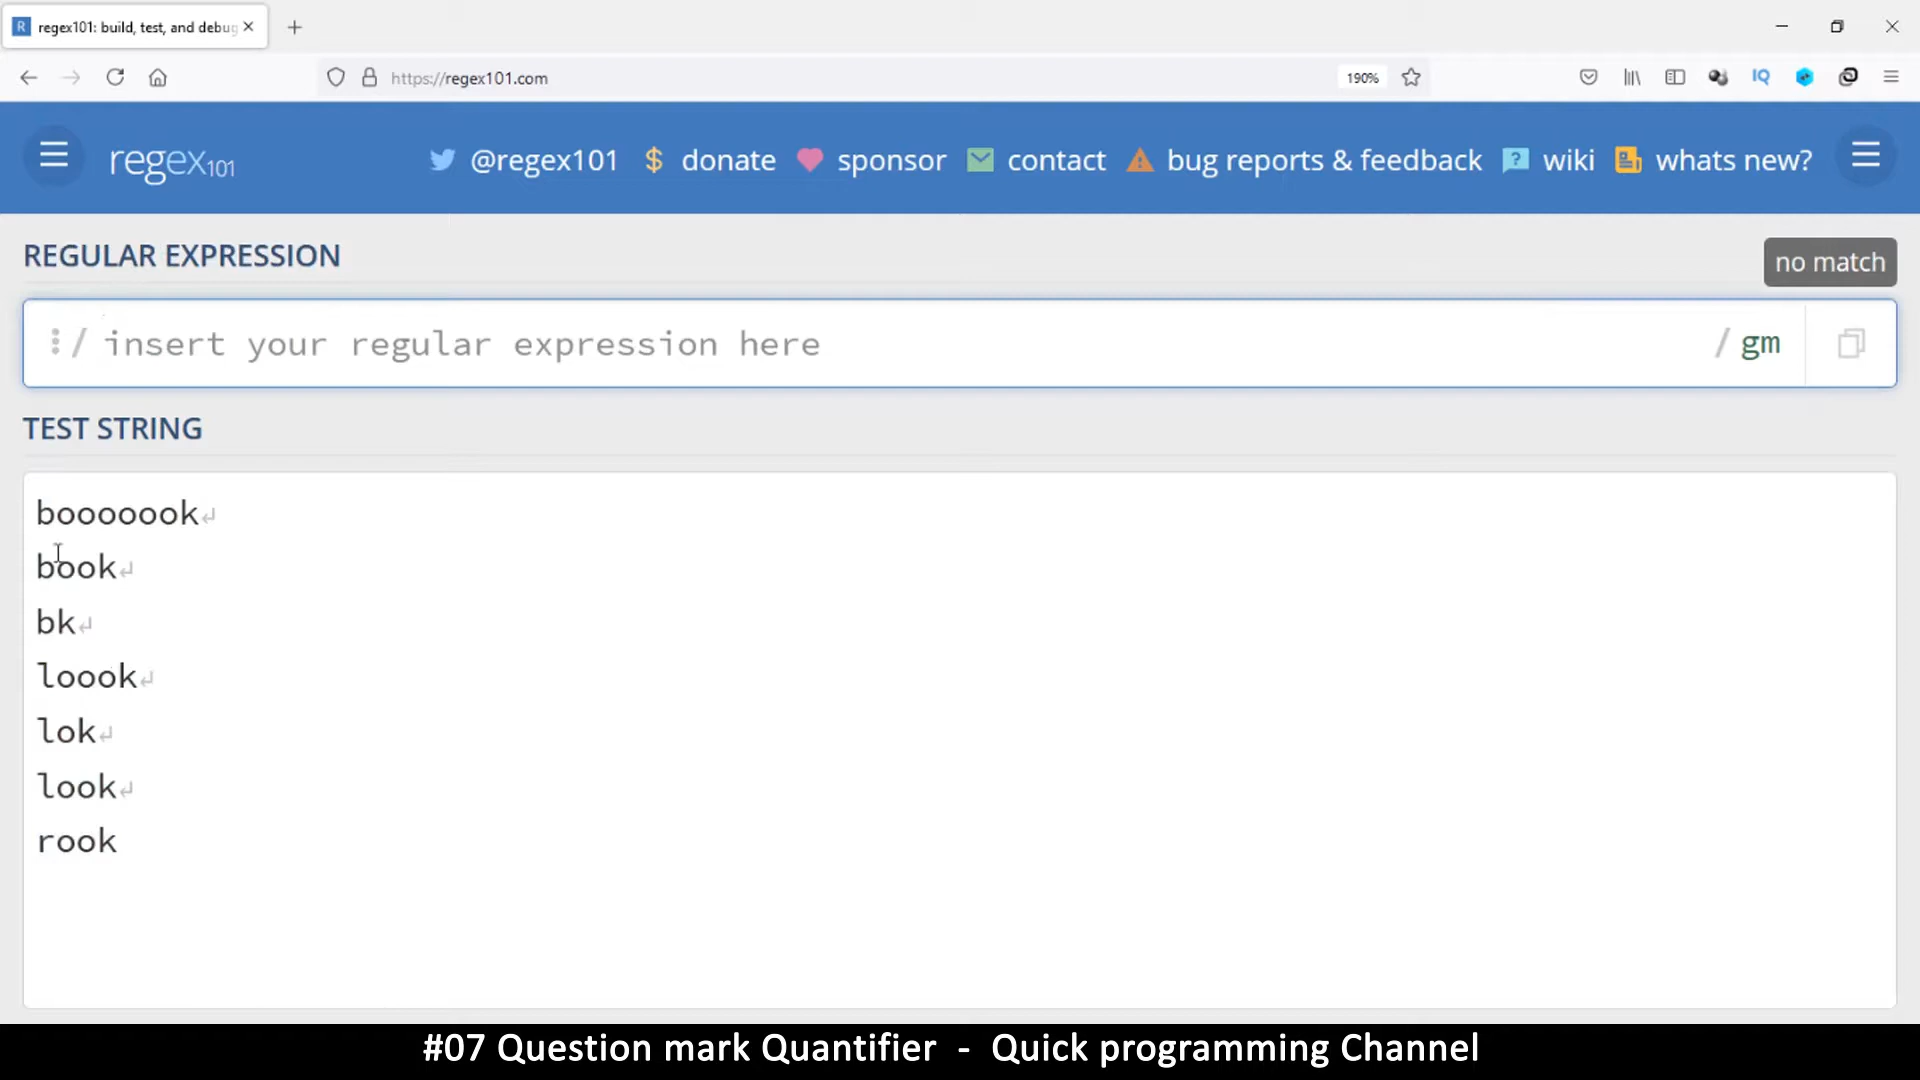 regex101: build, test, and debug
https://regex101.com
190%
IQ
regex101
@regex101
$ donate
sponsor
contact
bug reports & feedback
? wiki
whats new?
REGULAR EXPRESSION
no match
/ insert your regular expression here / gm
TEST STRING
booooook
book
bk
loook
lok
look
rook
#07 Question mark Quantifier - Quick programming Channel